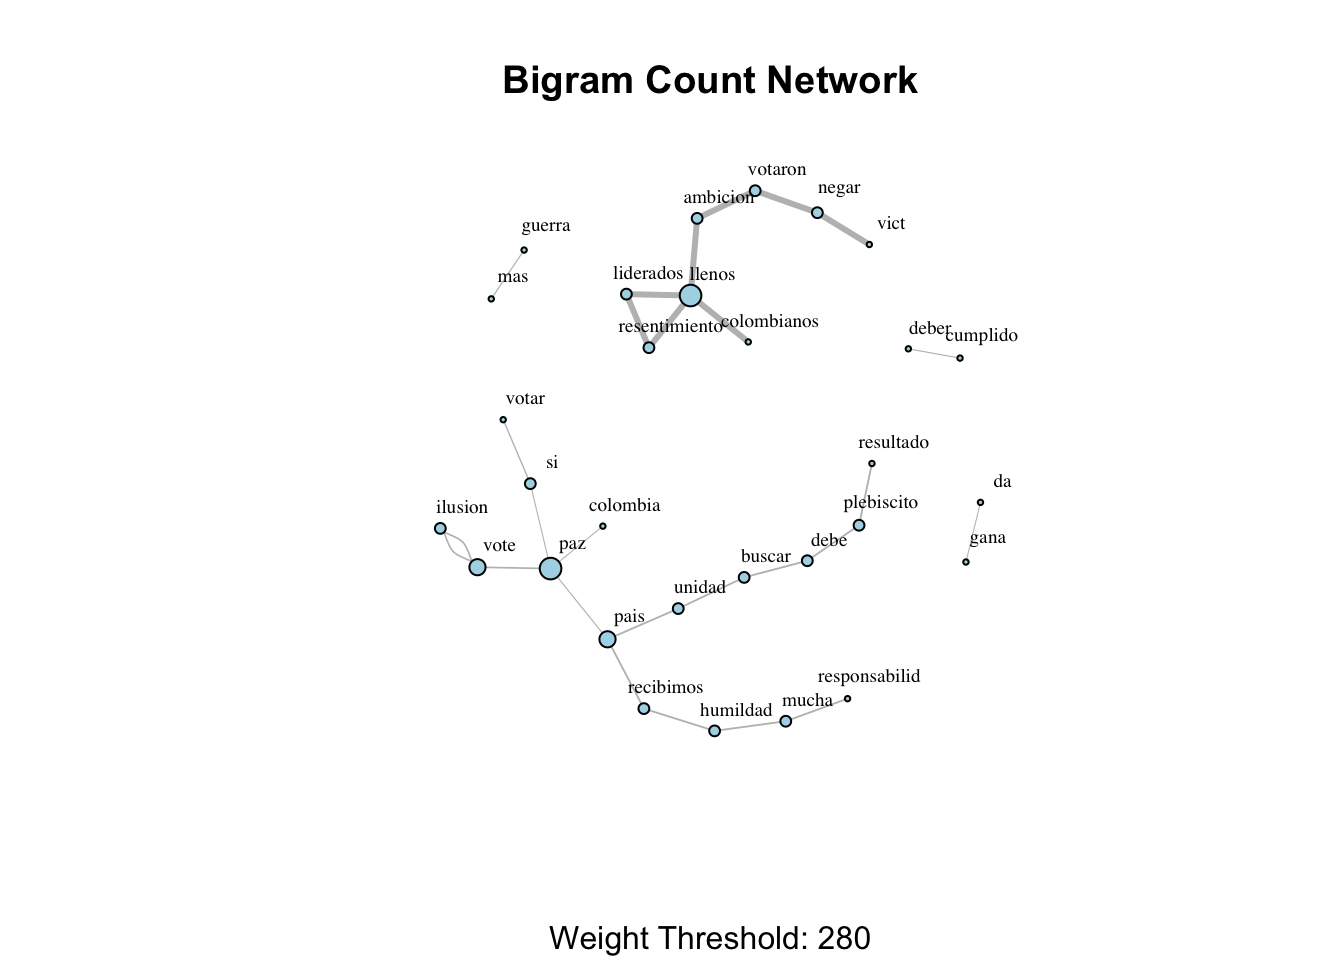 Bigram Count Network
votaron
negar
ambicion
vict
guerra
mas
liderados
llenos
resentimiento
colombianos
deber
cumplido
votar
si
resultado
ilusion
colombia
plebiscito
da
vote
paz
debe
gana
buscar
unidad
pais
recibimos
responsabilid
humildad
mucha
Weight Threshold: 280